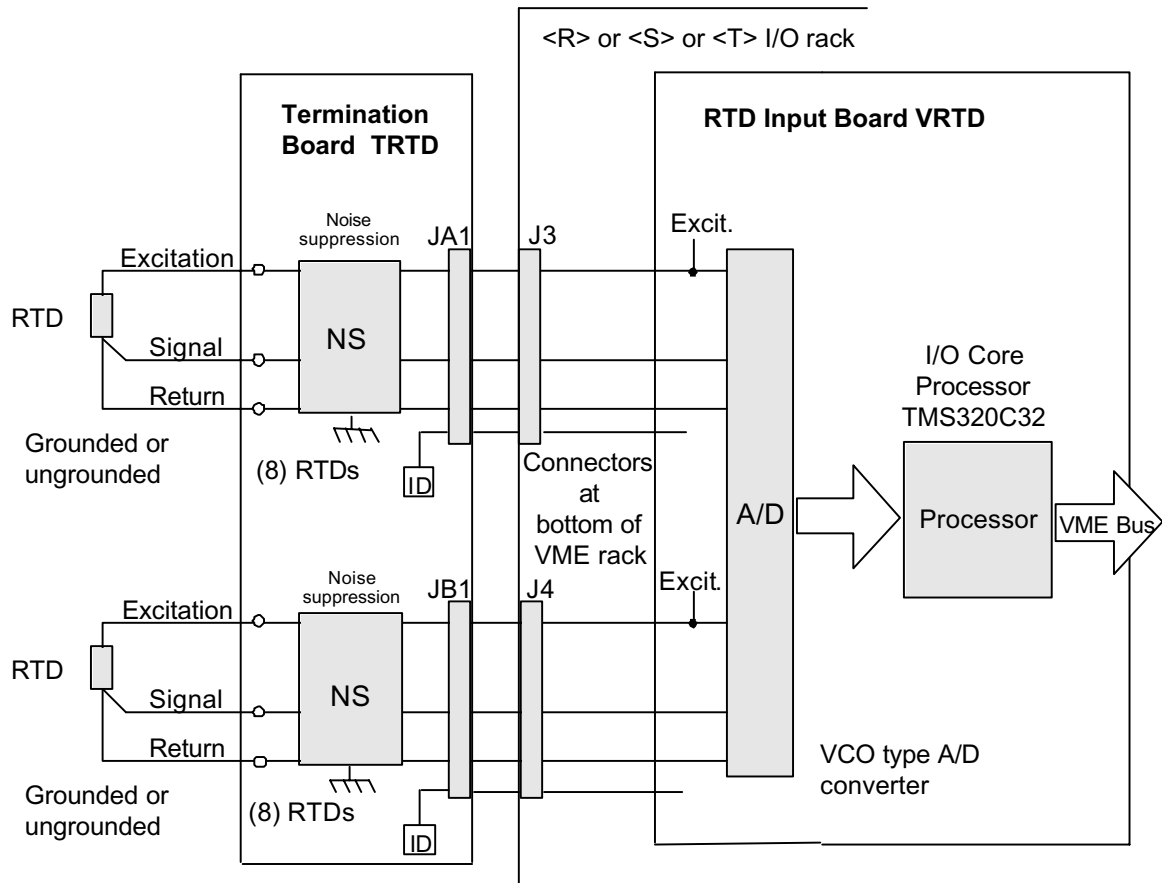 <R> or <S> or <T> I/O rack
Termination
Board TRTD
RTD Input Board VRTD
Noise
suppression
JA1
J3
Excit.
Excitation
RTD
NS
Signal
Return
I/O Core
Processor
TMS320C32
Grounded or
ungrounded
(8) RTDs
ID
Connectors
at
bottom of
VME rack
A/D
Processor
VME Bus
Noise
suppression
JB1
J4
Excit.
Excitation
RTD
NS
Signal
Return
VCO type A/D
converter
Grounded or
ungrounded
(8) RTDs
ID